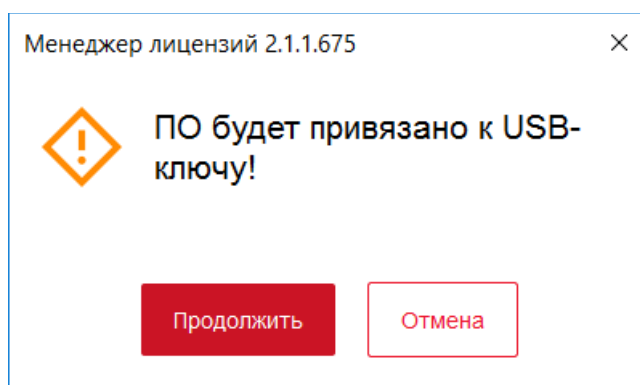 Менеджер лицензий 2.1.1.675
ПО будет привязано к USB-
ключу!
Продолжить
Отмена